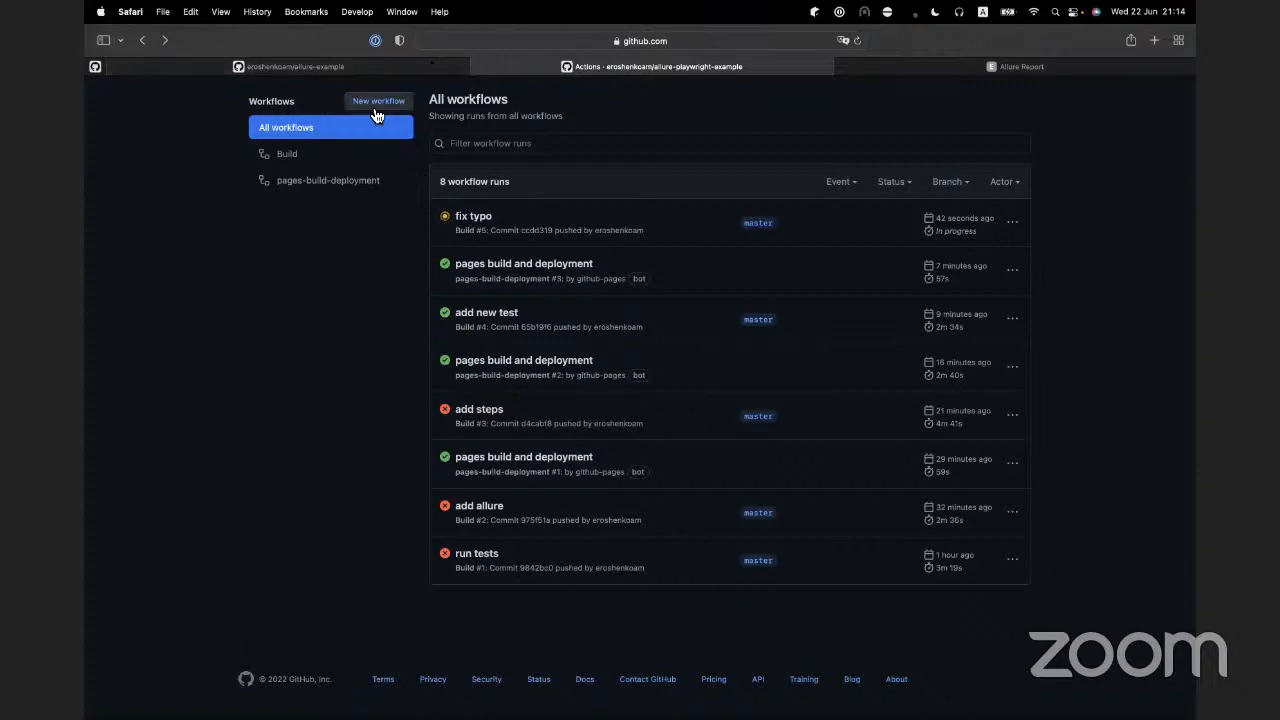 Safari File Edit View History Bookmarks Develop Window Help A Wed 22 Jun 21:14
github.com
eroshenkoam/allure-example Actions · eroshenkoam/allure-playwright-example E Allure Report
Workflows New workflow
All workflows
Build
pages-build-deployment
All workflows
Showing runs from all workflows
Filter workflow runs
8 workflow runs Event Status Branch Actor
fix typo master 42 seconds ago ...
Build #5: Commit ccdd319 pushed by eroshenkoam In progress
pages build and deployment 7 minutes ago ...
pages-build-deployment #3: by github-pages bot 57s
add new test master 9 minutes ago ...
Build #4: Commit 65b19f6 pushed by eroshenkoam 2m 34s
pages build and deployment 16 minutes ago ...
pages-build-deployment #2: by github-pages bot 2m 40s
add steps master 21 minutes ago ...
Build #3: Commit d4cabf8 pushed by eroshenkoam 4m 41s
pages build and deployment 29 minutes ago ...
pages-build-deployment #1: by github-pages bot 59s
add allure master 32 minutes ago ...
Build #2: Commit 975f51a pushed by eroshenkoam 2m 36s
run tests master 1 hour ago ...
Build #1: Commit 9842bc0 pushed by eroshenkoam 3m 19s
zoom
© 2022 GitHub, Inc. Terms Privacy Security Status Docs Contact GitHub Pricing API Training Blog About